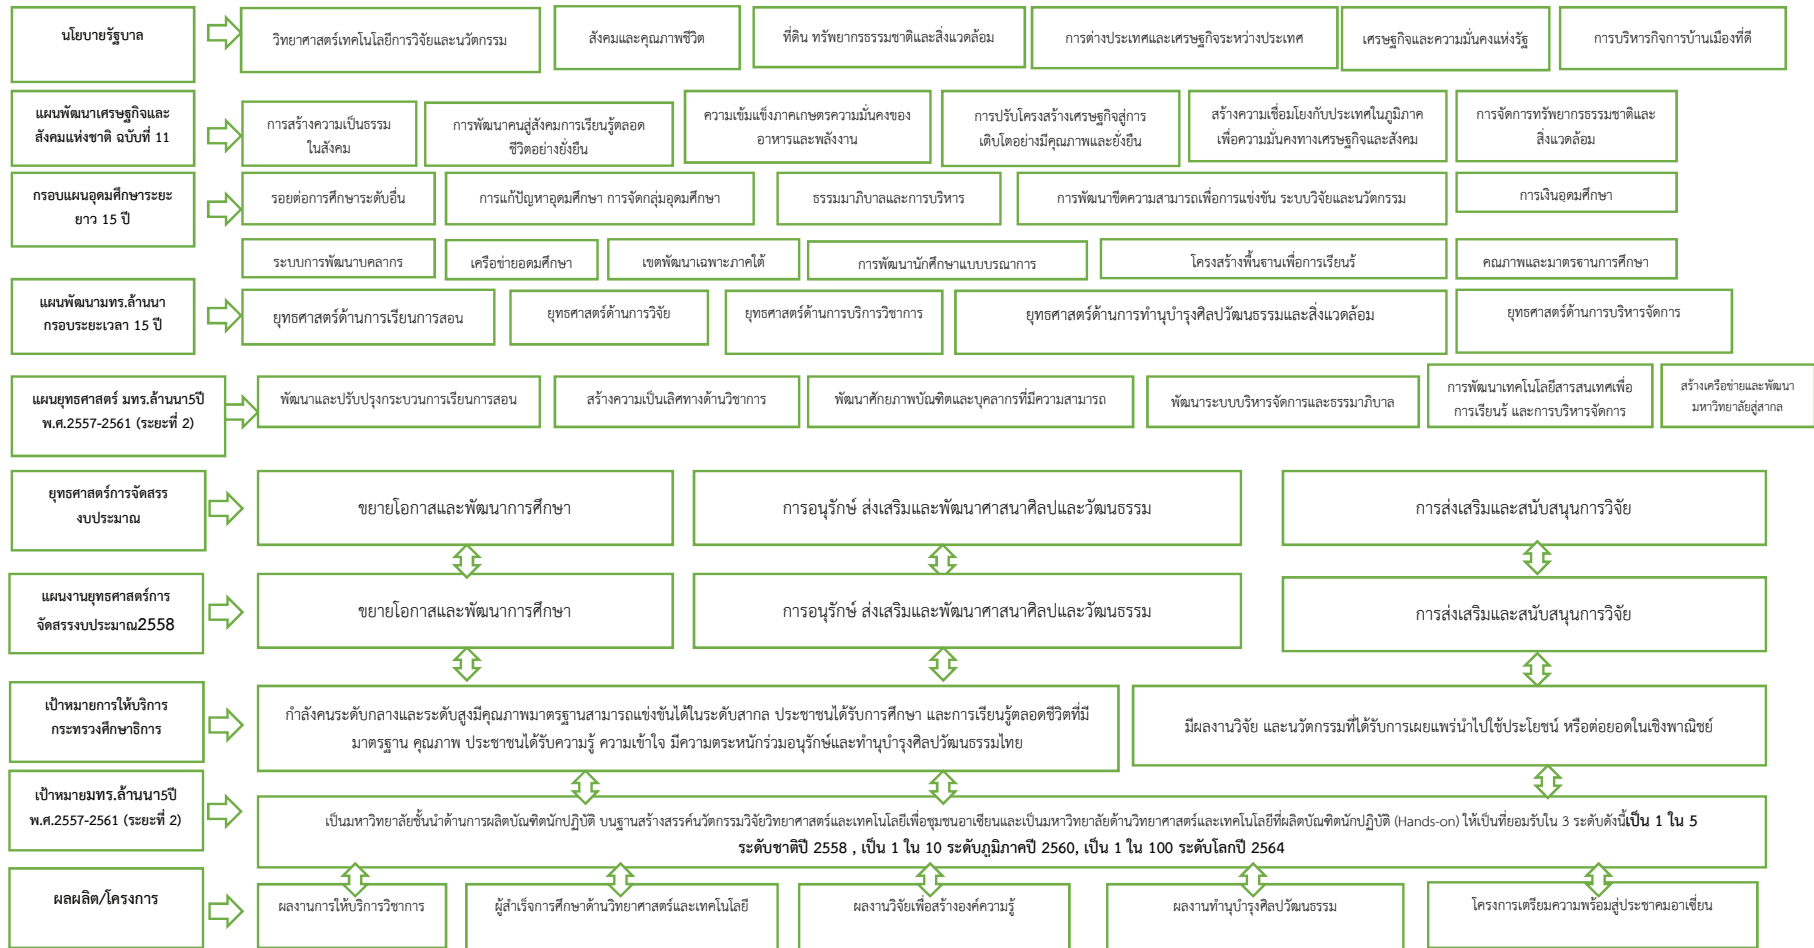 นโยบายรัฐบาล
วิทยาศาสตร์เทคโนโลยีการวิจัยและนวัตกรรม
สังคมและคุณภาพชีวิต
ที่ดิน ทรัพยากรธรรมชาติและสิ่งแวดล้อม
การต่างประเทศและเศรษฐกิจระหว่างประเทศ
เศรษฐกิจและความมั่นคงแห่งรัฐ
การบริหารกิจการบ้านเมืองที่ดี
แผนพัฒนาเศรษฐกิจและ
สังคมแห่งชาติ ฉบับที่ 11
การสร้างความเป็นธรรม
ในสังคม
การพัฒนาคนสู่สังคมการเรียนรู้ตลอด
ชีวิตอย่างยั่งยืน
ความเข้มแข็งภาคเกษตรความมั่นคงของ
อาหารและพลังงาน
การปรับโครงสร้างเศรษฐกิจสู่การ
เติบโตอย่างมีคุณภาพและยั่งยืน
สร้างความเชื่อมโยงกับประเทศในภูมิภาค
เพื่อความมั่นคงทางเศรษฐกิจและสังคม
การจัดการทรัพยากรธรรมชาติและ
สิ่งแวดล้อม
กรอบแผนอุดมศึกษาระยะ
ยาว 15 ปี
รอยต่อการศึกษาระดับอื่น
การแก้ปัญหาอุดมศึกษา การจัดกลุ่มอุดมศึกษา
ธรรมมาภิบาลและการบริหาร
การพัฒนาขีดความสามารถเพื่อการแข่งขัน ระบบวิจัยและนวัตกรรม
การเงินอุดมศึกษา
ระบบการพัฒนาบคลากร
เครือข่ายอดมศึกษา
เขตพัฒนาเฉพาะภาคใต้
การพัฒนานักศึกษาแบบบรณาการ
โครงสร้างพื้นฐานเพื่อการเรียนร้
คณภาพและมาตรฐานการศึกษา
แผนพัฒนามทร.ล้านนา
กรอบระยะเวลา 15 ปี
ยุทธศาสตร์ด้านการเรียนการสอน
ยุทธศาสตร์ด้านการวิจัย
ยุทธศาสตร์ด้านการบริการวิชาการ
ยุทธศาสตร์ด้านการทำนุบำรุงศิลปวัฒนธรรมและสิ่งแวดล้อม
ยุทธศาสตร์ด้านการบริหารจัดการ
แผนยุทธศาสตร์ มทร.ล้านนา5ปี
พ.ศ.2557-2561 (ระยะที่ 2)
พัฒนาและปรับปรุงกระบวนการเรียนการสอน
สร้างความเป็นเลิศทางด้านวิชาการ
พัฒนาศักยภาพบัณฑิตและบุคลากรที่มีความสามารถ
พัฒนาระบบบริหารจัดการและธรรมาภิบาล
การพัฒนาเทคโนโลยีสารสนเทศเพื่อ
การเรียนร้ และการบริหารจัดการ
สร้างเครือข่ายและพัฒนา
มหาวิทยาลัยสู่สากล
ยุทธศาสตร์การจัดสรร
งบประมาณ
ขยายโอกาสและพัฒนาการศึกษา
การอนุรักษ์ ส่งเสริมและพัฒนาศาสนาศิลปและวัฒนธรรม
การส่งเสริมและสนับสนุนการวิจัย
แผนงานยุทธศาสตร์การ
จัดสรรงบประมาณ2558
ขยายโอกาสและพัฒนาการศึกษา
การอนุรักษ์ ส่งเสริมและพัฒนาศาสนาศิลปและวัฒนธรรม
การส่งเสริมและสนับสนุนการวิจัย
เป้าหมายการให้บริการ
กระทรวงศึกษาธิการ
กำลังคนระดับกลางและระดับสูงมีคุณภาพมาตรฐานสามารถแข่งขันได้ในระดับสากล ประชาชนได้รับการศึกษา และการเรียนรู้ตลอดชีวิตที่มี
มาตรฐาน คุณภาพ ประชาชนได้รับความรู้ ความเข้าใจ มีความตระหนักร่วมอนุรักษ์และทำนุบำรุงศิลปวัฒนธรรมไทย
มีผลงานวิจัย และนวัตกรรมที่ได้รับการเผยแพร่นำไปใช้ประโยชน์ หรือต่อยอดในเชิงพาณิชย์
เป้าหมายมทร.ล้านนา5ปี
พ.ศ.2557-2561 (ระยะที่ 2)
เป็นมหาวิทยาลัยชั้นนำด้านการผลิตบัณฑิตนักปฏิบัติ บนฐานสร้างสรรค์นวัตกรรมวิจัยวิทยาศาสตร์และเทคโนโลยีเพื่อชุมชนอาเซียนและเป็นมหาวิทยาลัยด้านวิทยาศาสตร์และเทคโนโลยีที่ผลิตบัณฑิตนักปฏิบัติ (Hands-on) ให้เป็นที่ยอมรับใน 3 ระดับดังนี้เป็น 1 ใน 5
ระดับชาติปี 2558 , เป็น 1 ใน 10 ระดับภูมิภาคปี 2560, เป็น 1 ใน 100 ระดับโลกปี 2564
ผลผลิต/โครงการ
ผลงานการให้บริการวิชาการ
ผู้สำเร็จการศึกษาด้านวิทยาศาสตร์และเทคโนโลยี
ผลงานวิจัยเพื่อสร้างองค์ความรู้
ผลงานทำนุบำรุงศิลปวัฒนธรรม
โครงการเตรียมความพร้อมสู่ประชาคมอาเซี่ยน